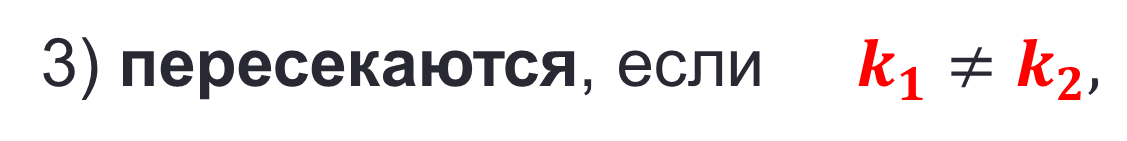 3) пересекаются, если k₁ ≠ k₂,